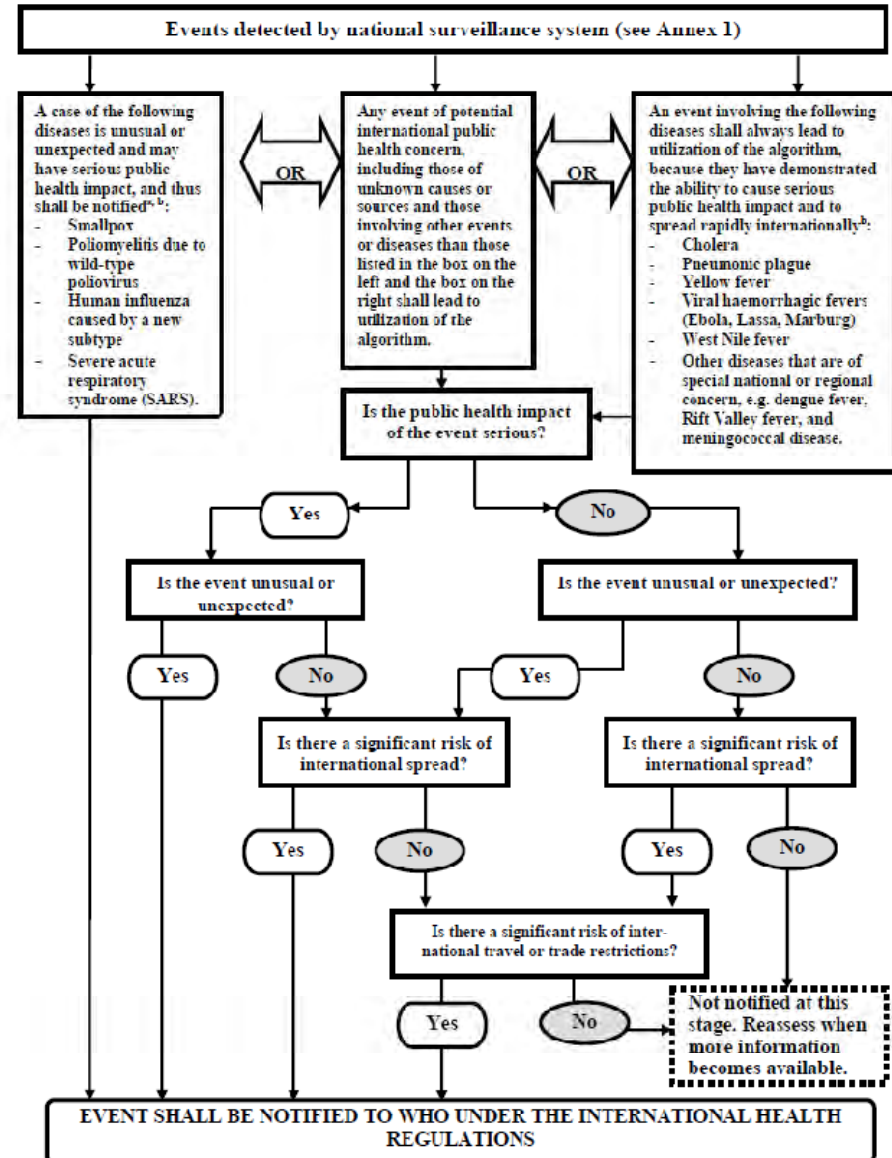 Events detected by national surveillance system (see Annex 1)
A case of the following
diseases is unusual or
unexpected and may
have serious public
health impact, and thus
shall be notifiedᵃ, ᵇ:
- Smallpox
- Poliomyelitis due to
wild-type
poliovirus
- Human influenza
caused by a new
subtype
- Severe acute
respiratory
syndrome (SARS).
OR
Any event of potential
international public
health concern,
including those of
unknown causes or
sources and those
involving other events
or diseases than those
listed in the box on the
left and the box on the
right shall lead to
utilization of the
algorithm.
OR
An event involving the following
diseases shall always lead to
utilization of the algorithm,
because they have demonstrated
the ability to cause serious
public health impact and to
spread rapidly internationallyᵇ:
- Cholera
- Pneumonic plague
- Yellow fever
- Viral haemorrhagic fevers
(Ebola, Lassa, Marburg)
- West Nile fever
- Other diseases that are of
special national or regional
concern, e.g. dengue fever,
Rift Valley fever, and
meningococcal disease.
Is the public health impact
of the event serious?
Yes
No
Is the event unusual or
unexpected?
Is the event unusual or unexpected?
Yes
No
Yes
No
Is there a significant risk of
international spread?
Is there a significant risk of
international spread?
Yes
No
Yes
No
Is there a significant risk of inter-
national travel or trade restrictions?
Yes
No
Not notified at this
stage. Reassess when
more information
becomes available.
EVENT SHALL BE NOTIFIED TO WHO UNDER THE INTERNATIONAL HEALTH
REGULATIONS